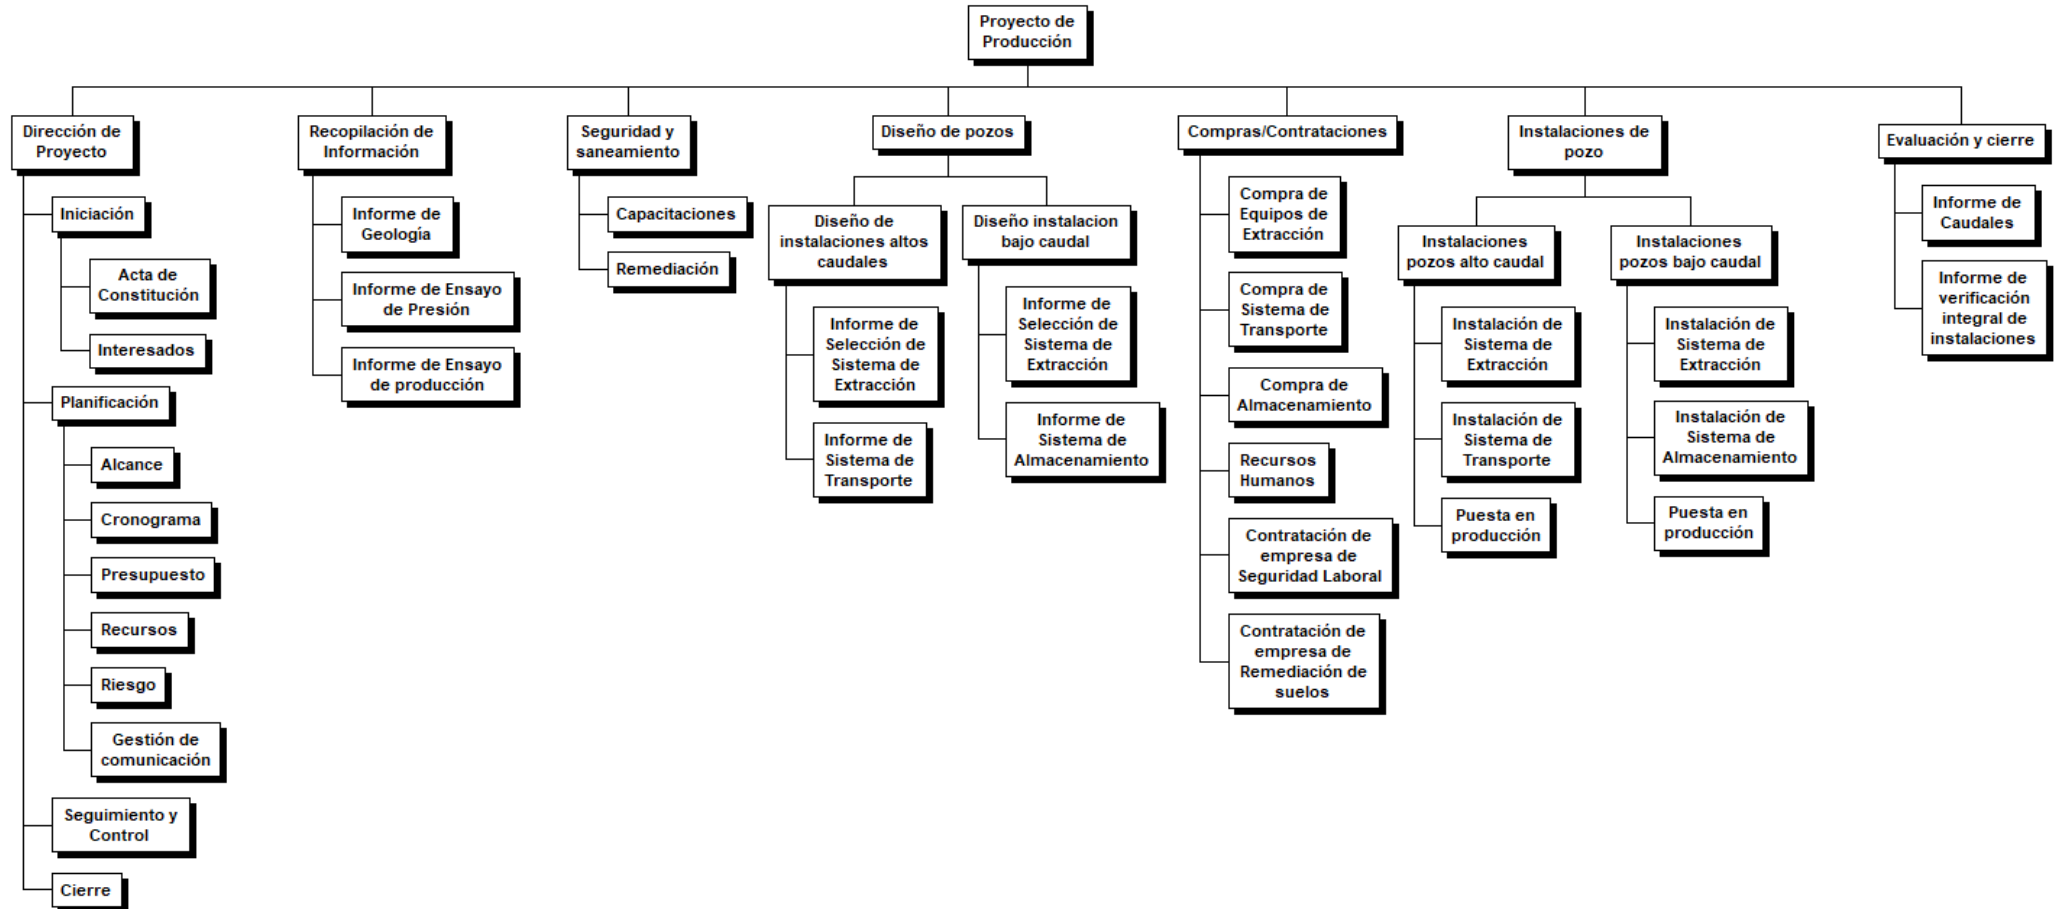 Proyecto de
Producción
Dirección de
Proyecto
Iniciación
Acta de
Constitución
Interesados
Planificación
Alcance
Cronograma
Presupuesto
Recursos
Riesgo
Gestión de
comunicación
Seguimiento y
Control
Cierre
Recopilación de
Información
Informe de
Geología
Informe de Ensayo
de Presión
Informe de Ensayo
de producción
Seguridad y
saneamiento
Capacitaciones
Remediación
Diseño de pozos
Diseño de
instalaciones altos
caudales
Informe de
Selección de
Sistema de
Extracción
Informe de
Sistema de
Transporte
Diseño instalacion
bajo caudal
Informe de
Selección de
Sistema de
Extracción
Informe de
Sistema de
Almacenamiento
Compras/Contrataciones
Compra de
Equipos de
Extracción
Compra de
Sistema de
Transporte
Compra de
Almacenamiento
Recursos
Humanos
Contratación de
empresa de
Seguridad Laboral
Contratación de
empresa de
Remediación de
suelos
Instalaciones de
pozo
Instalaciones
pozos alto caudal
Instalación de
Sistema de
Extracción
Instalación de
Sistema de
Transporte
Puesta en
producción
Instalaciones
pozos bajo caudal
Instalación de
Sistema de
Extracción
Instalación de
Sistema de
Almacenamiento
Puesta en
producción
Evaluación y cierre
Informe de
Caudales
Informe de
verificación
integral de
instalaciones